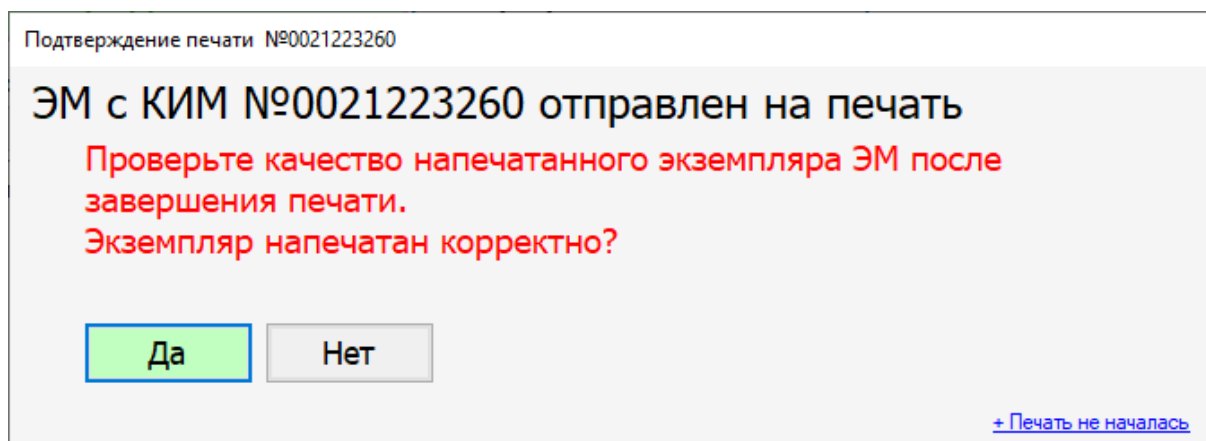 Подтверждение печати №0021223260
ЭМ с КИМ №0021223260 отправлен на печать
Проверьте качество напечатанного экземпляра ЭМ после
завершения печати.
Экземпляр напечатан корректно?
Да
Нет
+ Печать не началась